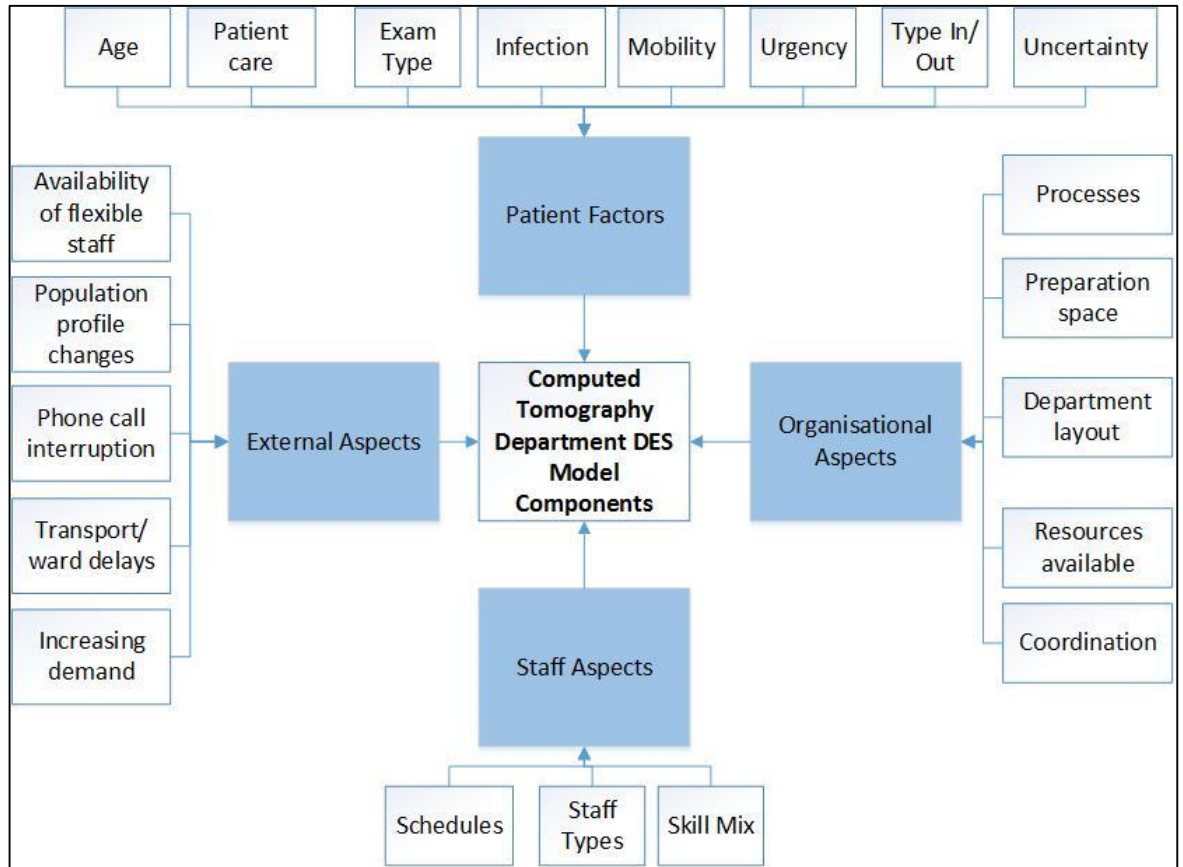 Age
Patient
care
Exam
Type
Infection
Mobility
Urgency
Type In/
Out
Uncertainty
Patient Factors
Availability
of flexible
staff
Population
profile
changes
Phone call
interruption
Transport/
ward delays
Increasing
demand
External Aspects
Computed
Tomography
Department DES
Model
Components
Organisational
Aspects
Processes
Preparation
space
Department
layout
Resources
available
Coordination
Staff Aspects
Schedules
Staff
Types
Skill Mix